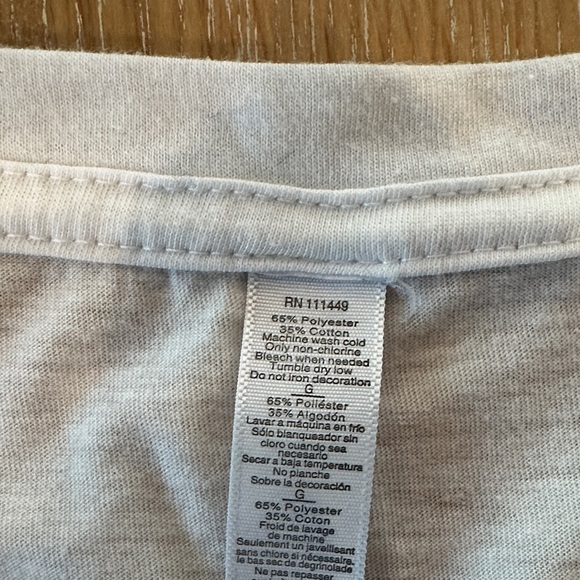 RN 111449
65% Polyester
35% Cotton
Machine wash cold
Only non-chlorine
Bleach when needed
Tumbla dry low
Do not iron decoration
G
65% Poliéster
35% Algodón
Lavar a máquina en frío
Sólo blanqueador sin
cloro cuando sea
necesario
Secar a baja temperatura
No planche
Sobre la decoración
G
65% Polyester
35% Coton
Froid de lavage
de machine
Seulement un javellisant
sans chlore si nécessaire.
le bas sac de degrinolade
Ne pas repasser